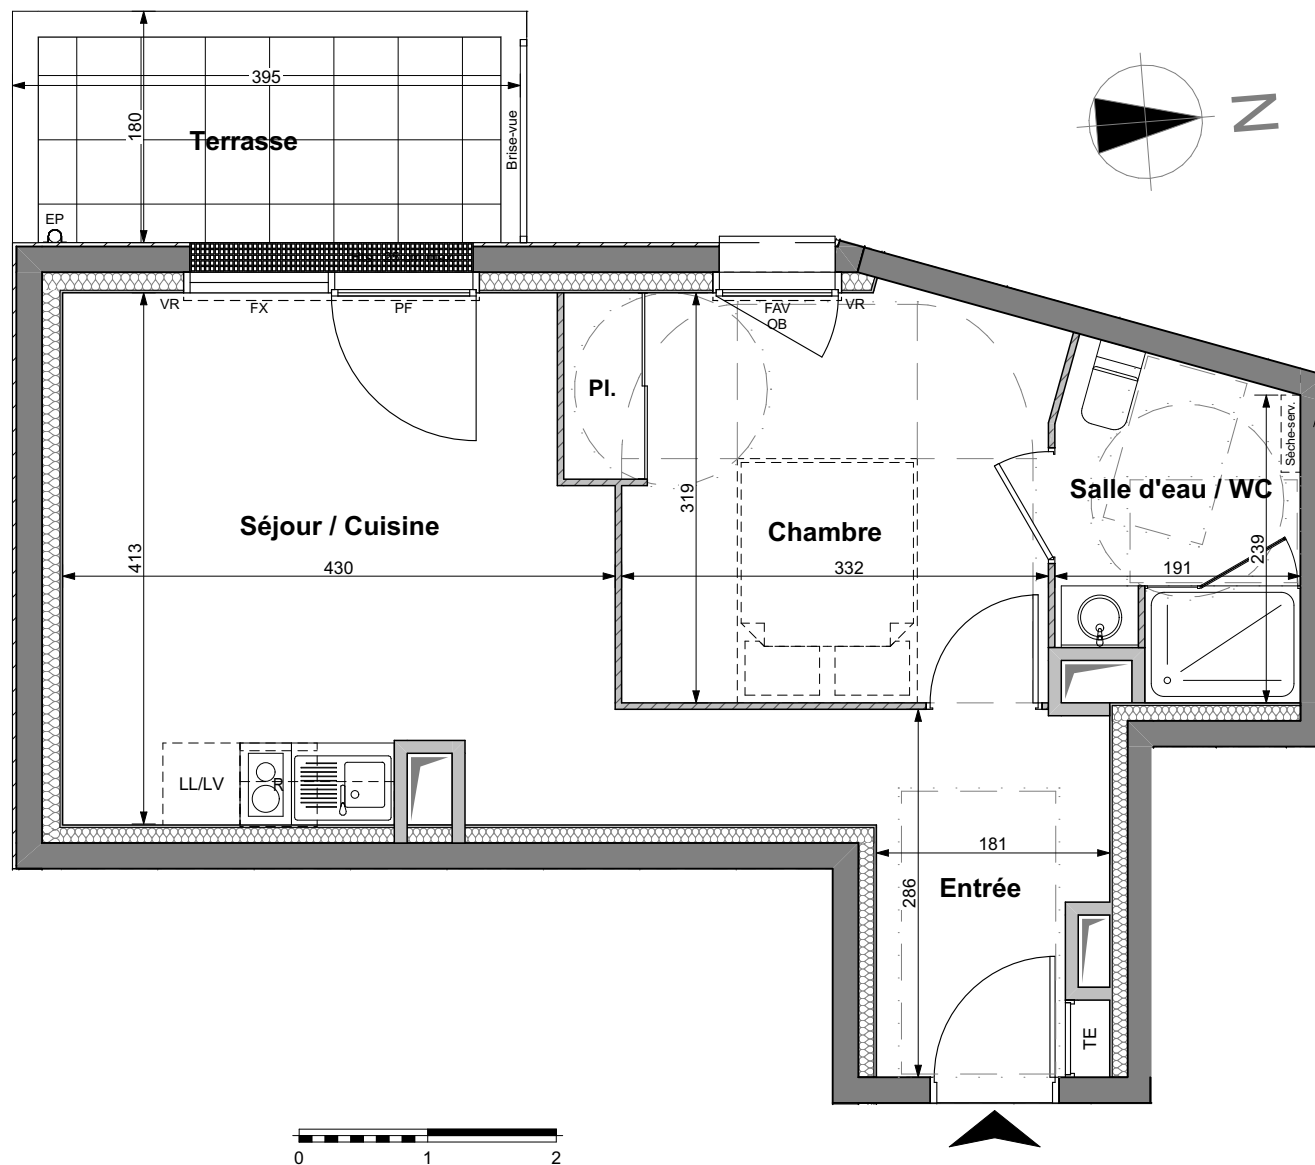 395
180
Terrasse
Brise-vue
N
EP
VR
FX
PF
FAV
OB
VR
Pl.
Sèche-serv.
319
Salle d'eau / WC
Séjour / Cuisine
Chambre
413
239
430
332
191
LL/LV
R
181
286
Entrée
TE
0
1
2